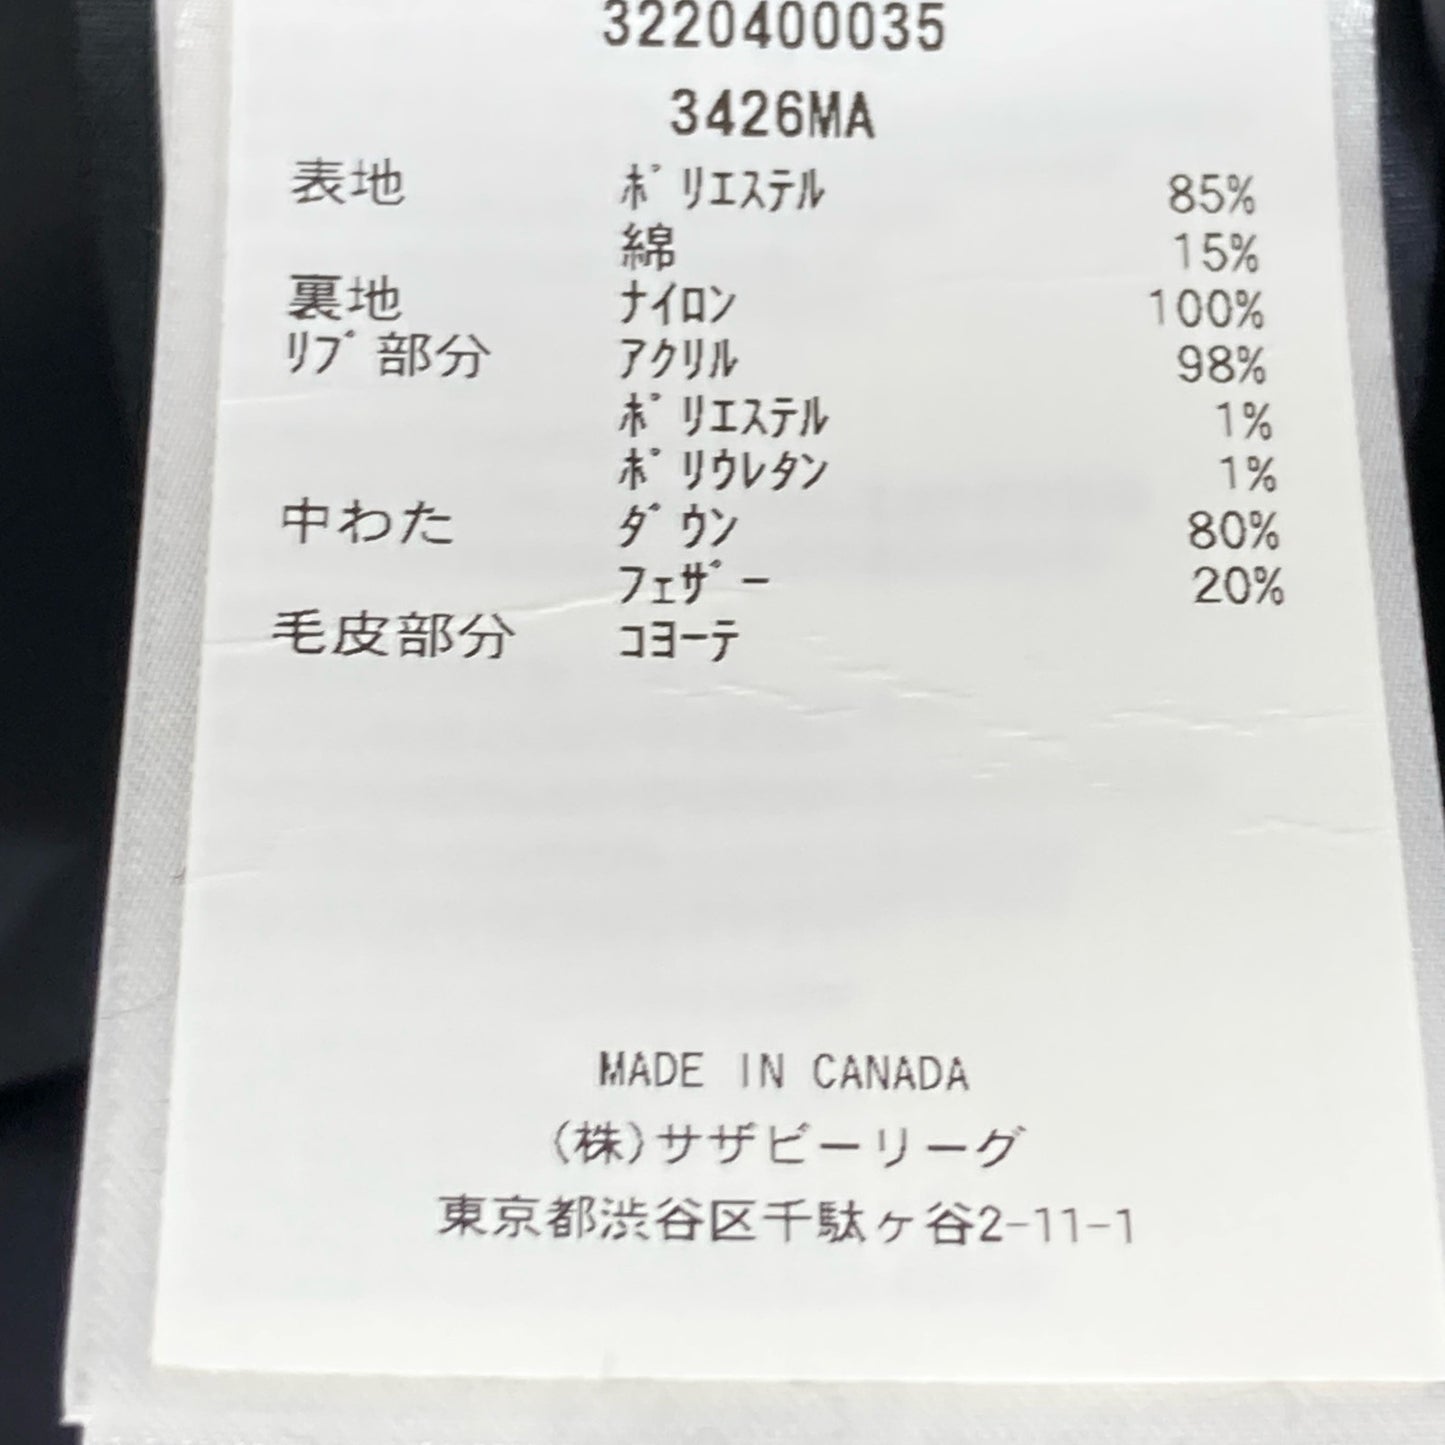 3220400035
3426MA
表地 ポリエステル 85%
綿 15%
裏地 ナイロン 100%
リブ部分 アクリル 98%
ポリエステル 1%
ポリウレタン 1%
中わた ダウン 80%
フェザー 20%
毛皮部分 コヨーテ
MADE IN CANADA
(株)サザビーリーグ
東京都渋谷区千駄ヶ谷2-11-1